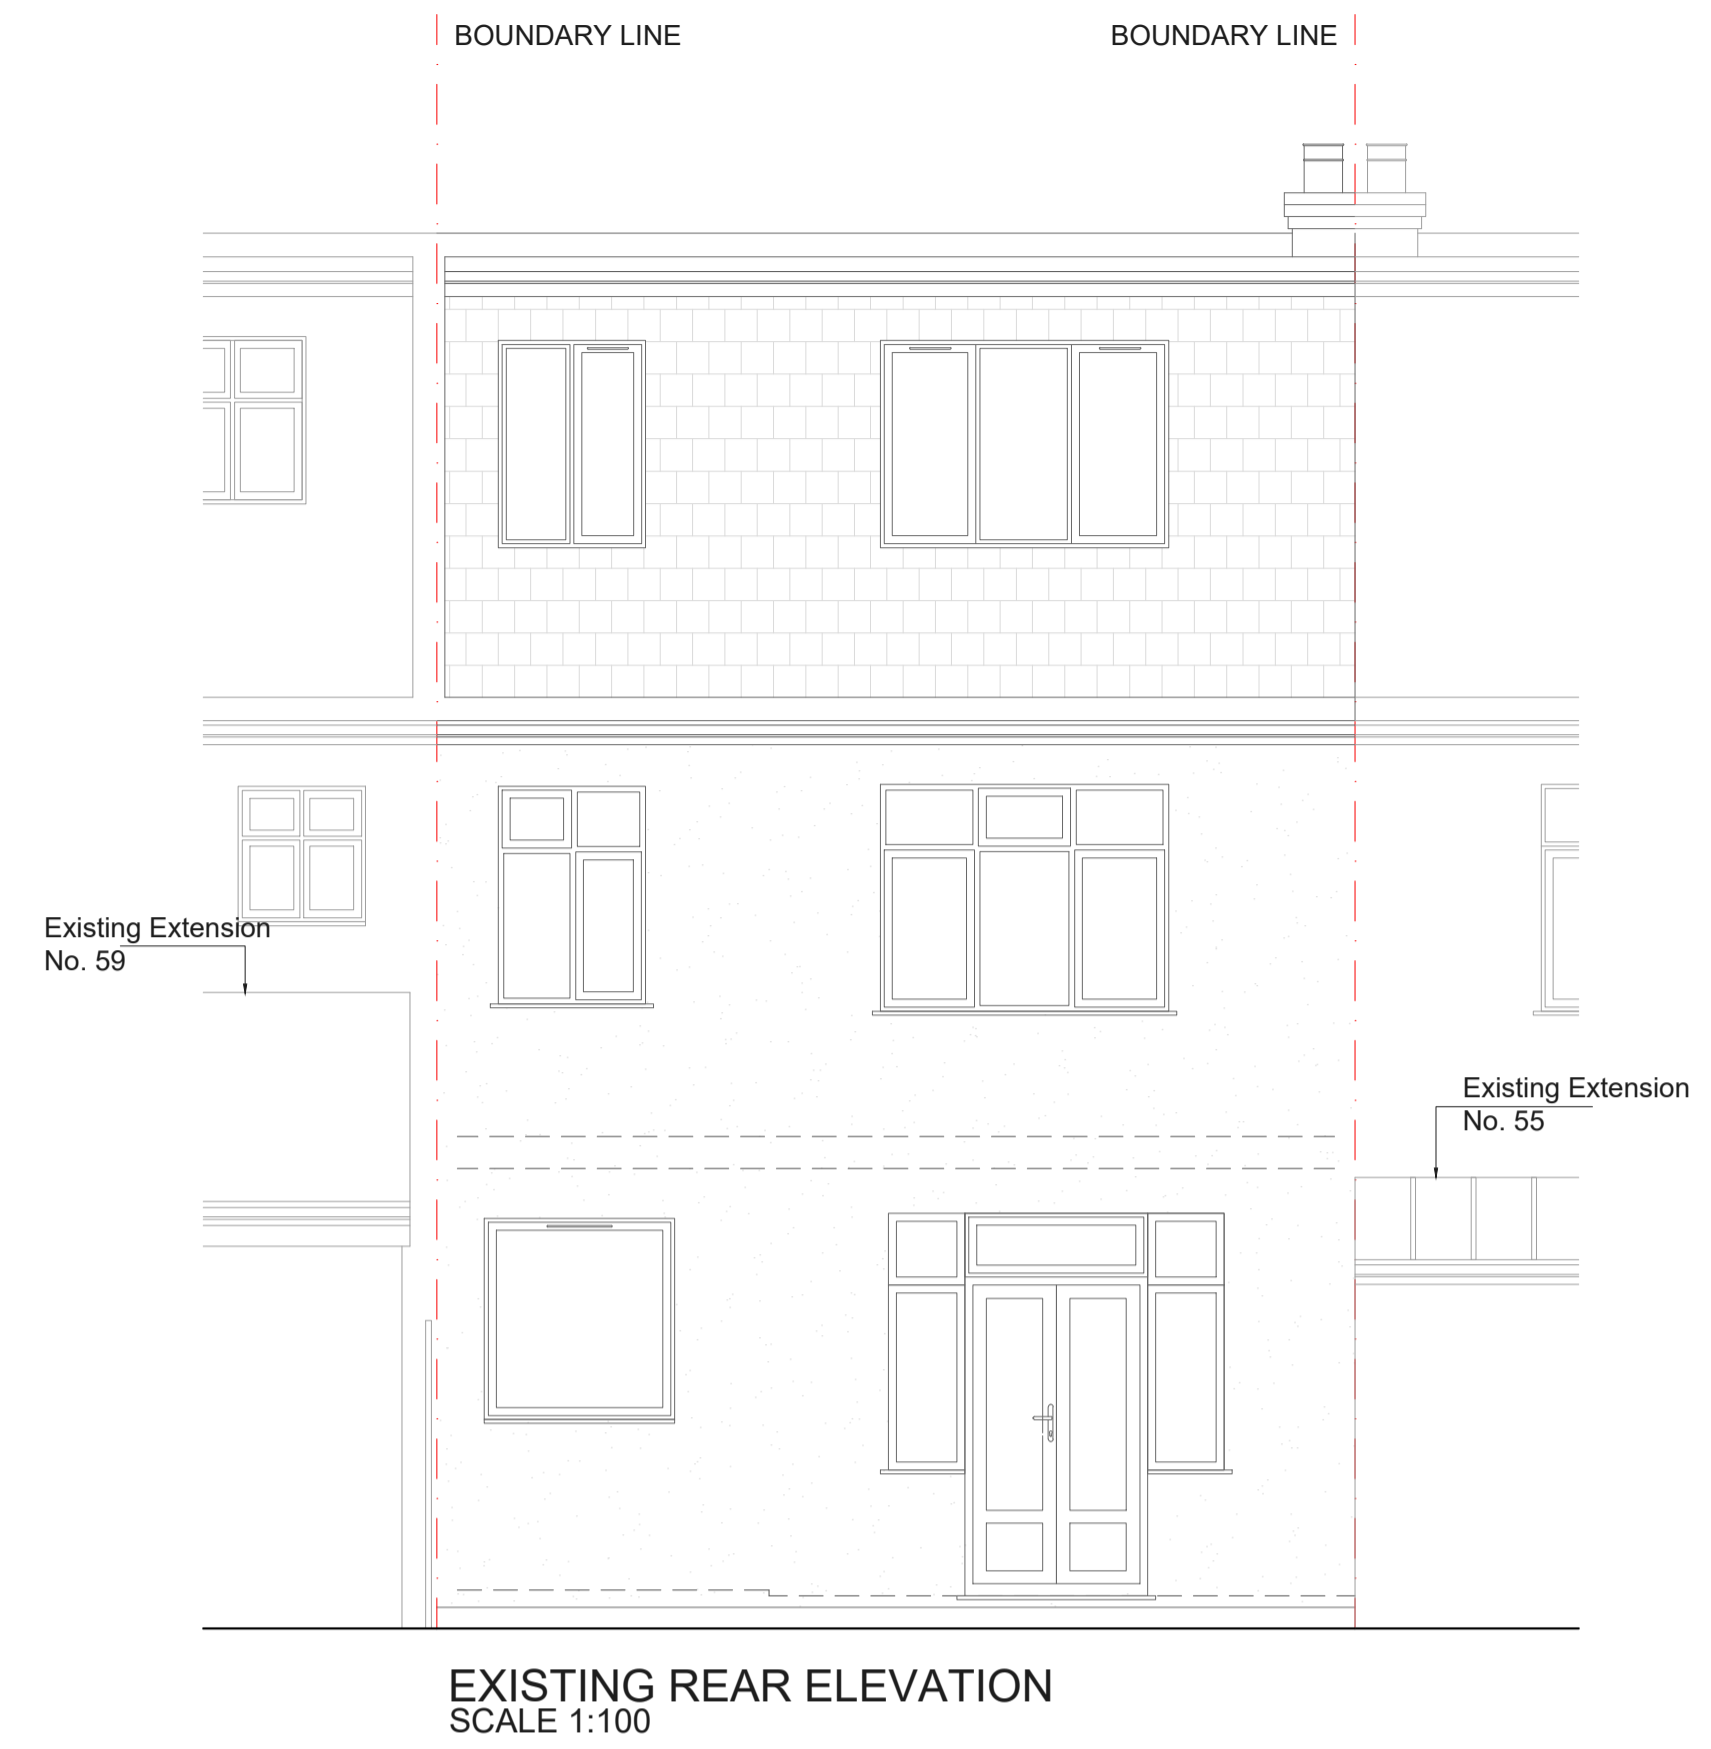 BOUNDARY LINE
BOUNDARY LINE
Existing Extension
No. 59
Existing Extension
No. 55
EXISTING REAR ELEVATION
SCALE 1:100